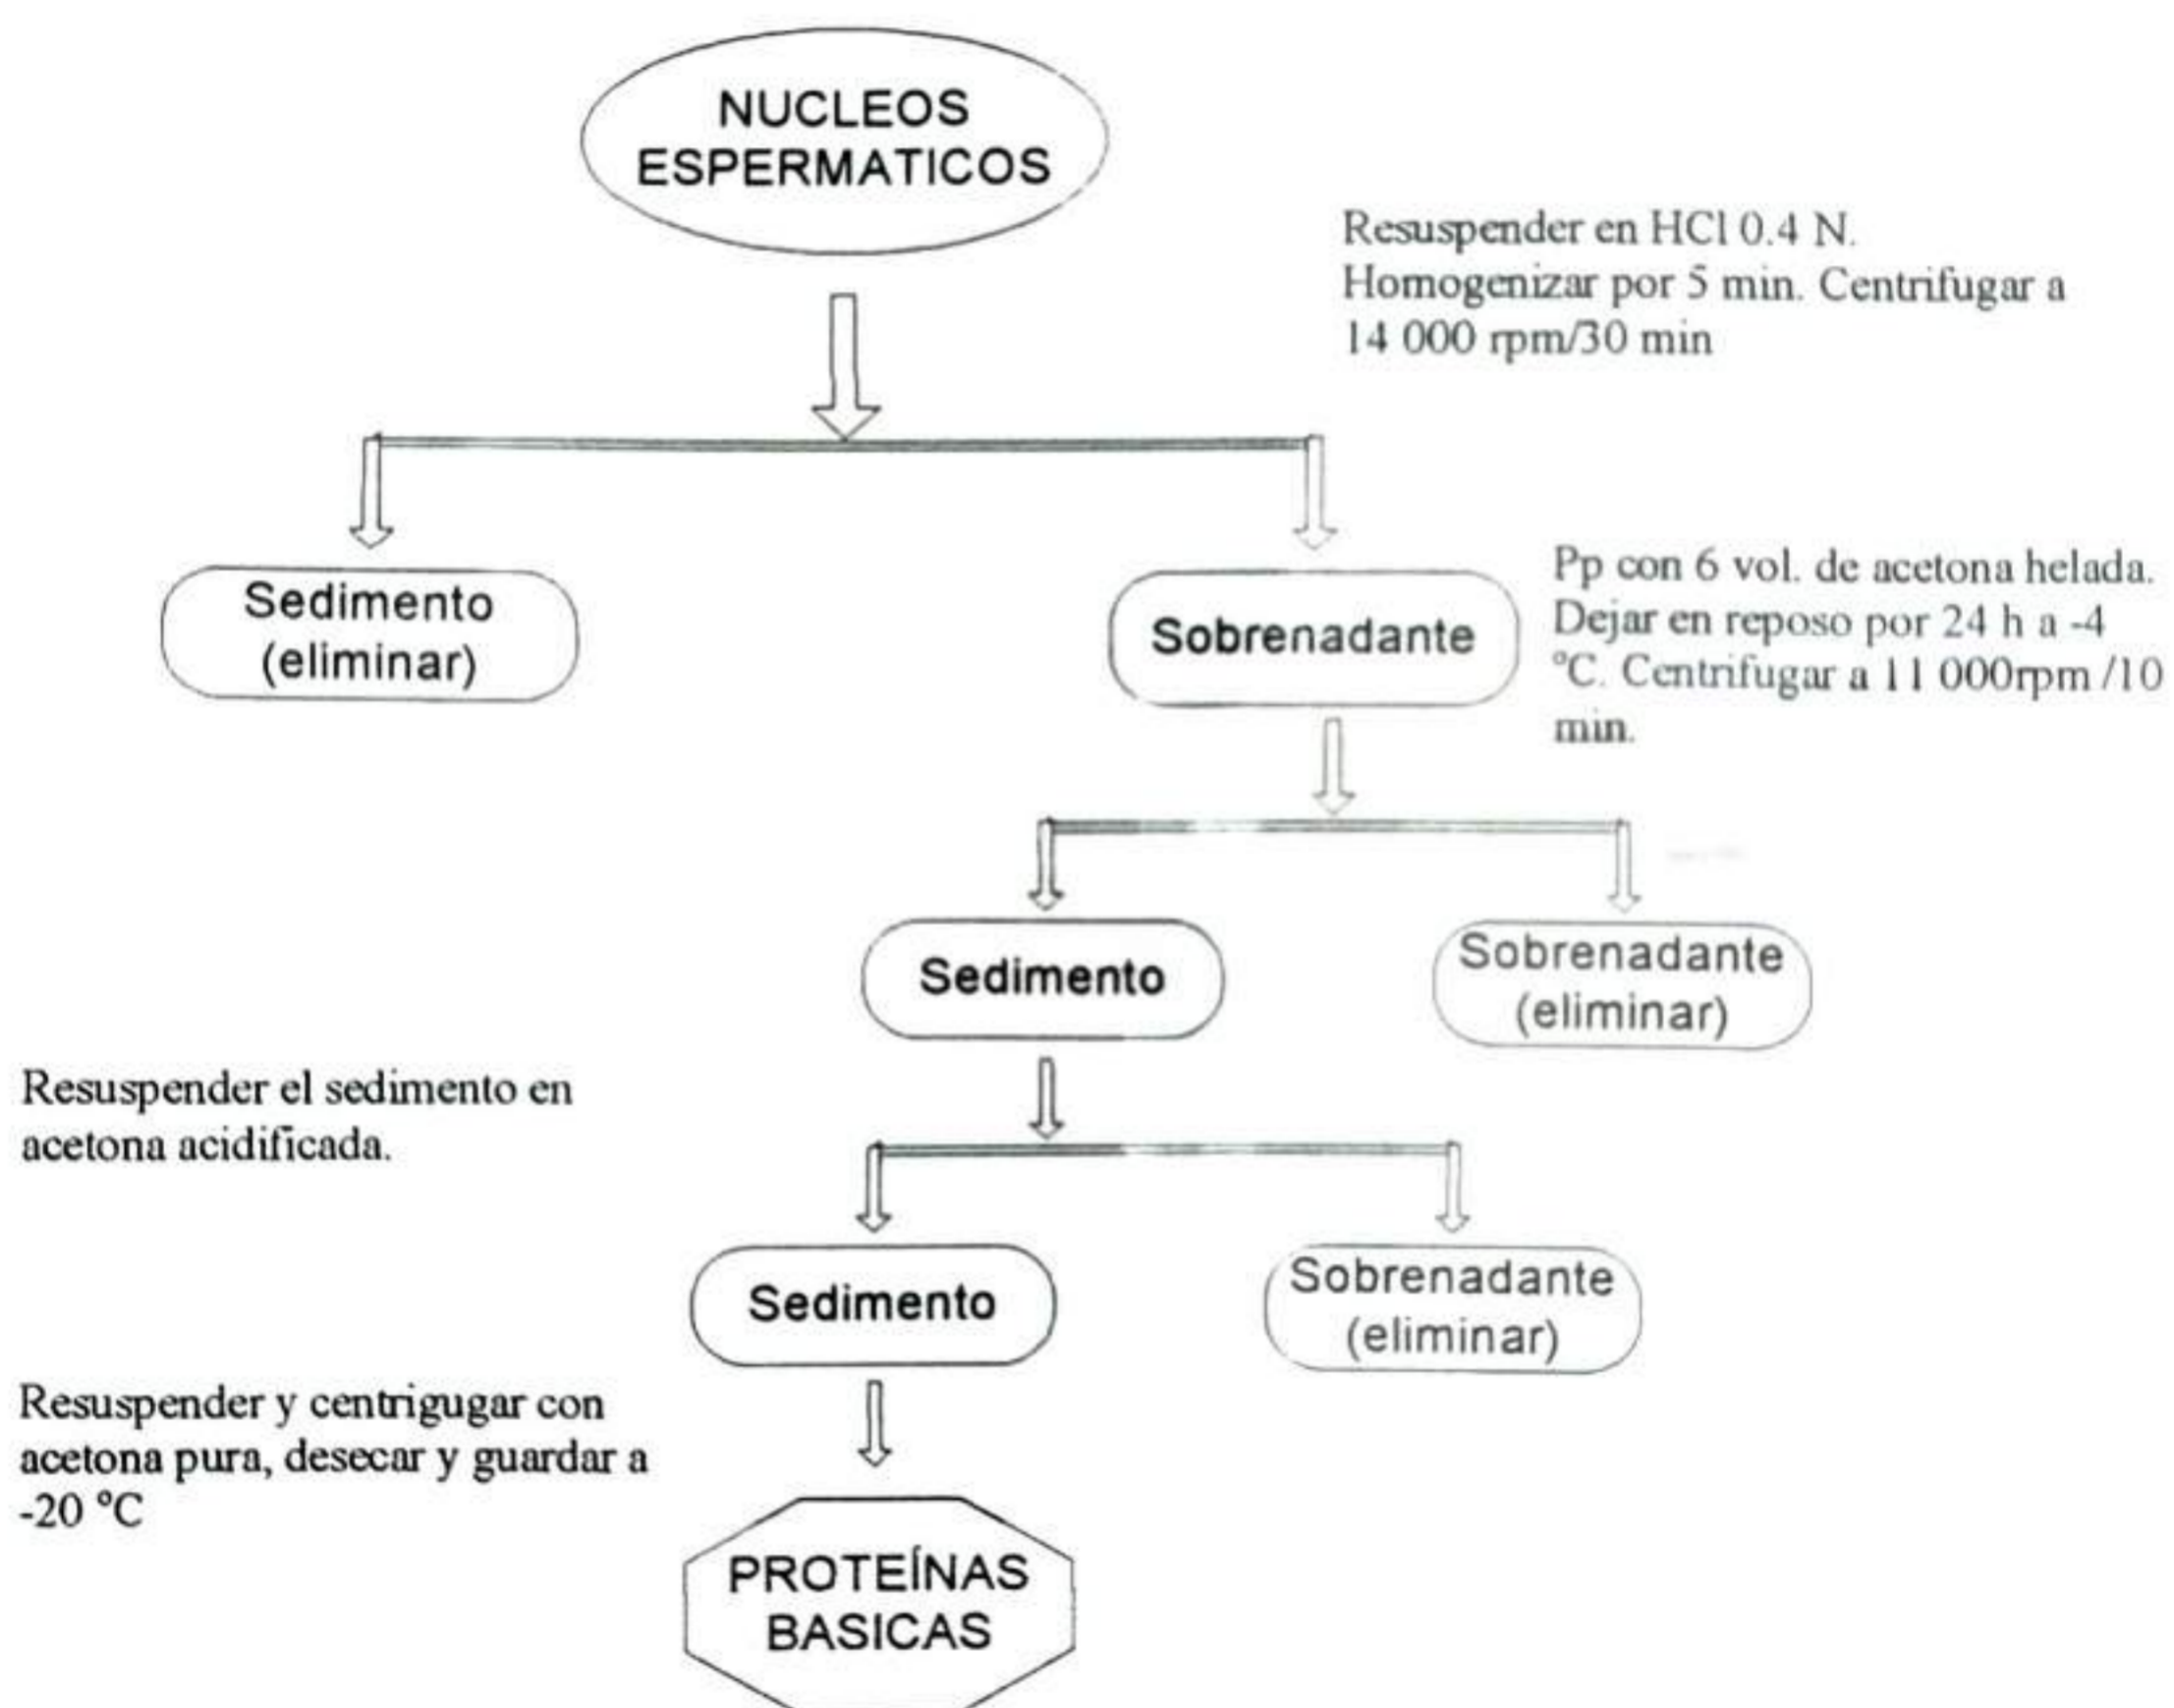 NUCLEOS
ESPERMATICOS
Resuspender en HCl 0.4 N.
Homogenizar por 5 min. Centrifugar a
14 000 rpm/30 min
Sedimento
(eliminar)
Sobrenadante
Pp con 6 vol. de acetona helada.
Dejar en reposo por 24 h a -4
ºC. Centrifugar a 11 000rpm /10
min.
Sedimento
Sobrenadante
(eliminar)
Resuspender el sedimento en
acetona acidificada.
Sedimento
Sobrenadante
(eliminar)
Resuspender y centrigugar con
acetona pura, desecar y guardar a
-20 ºC
PROTEÍNAS
BASICAS